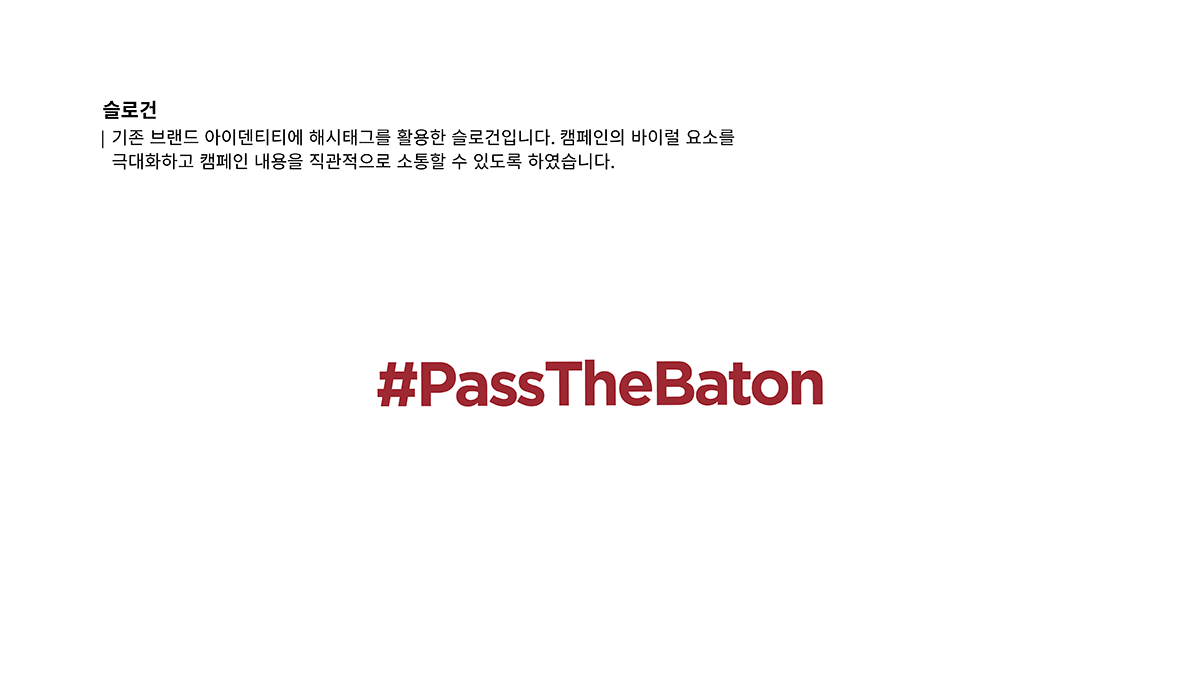 슬로건
기존 브랜드 아이덴티티에 해시태그를 활용한 슬로건입니다. 캠페인의 바이럴 요소를
극대화하고 캠페인 내용을 직관적으로 소통할 수 있도록 하였습니다.
#PassTheBaton